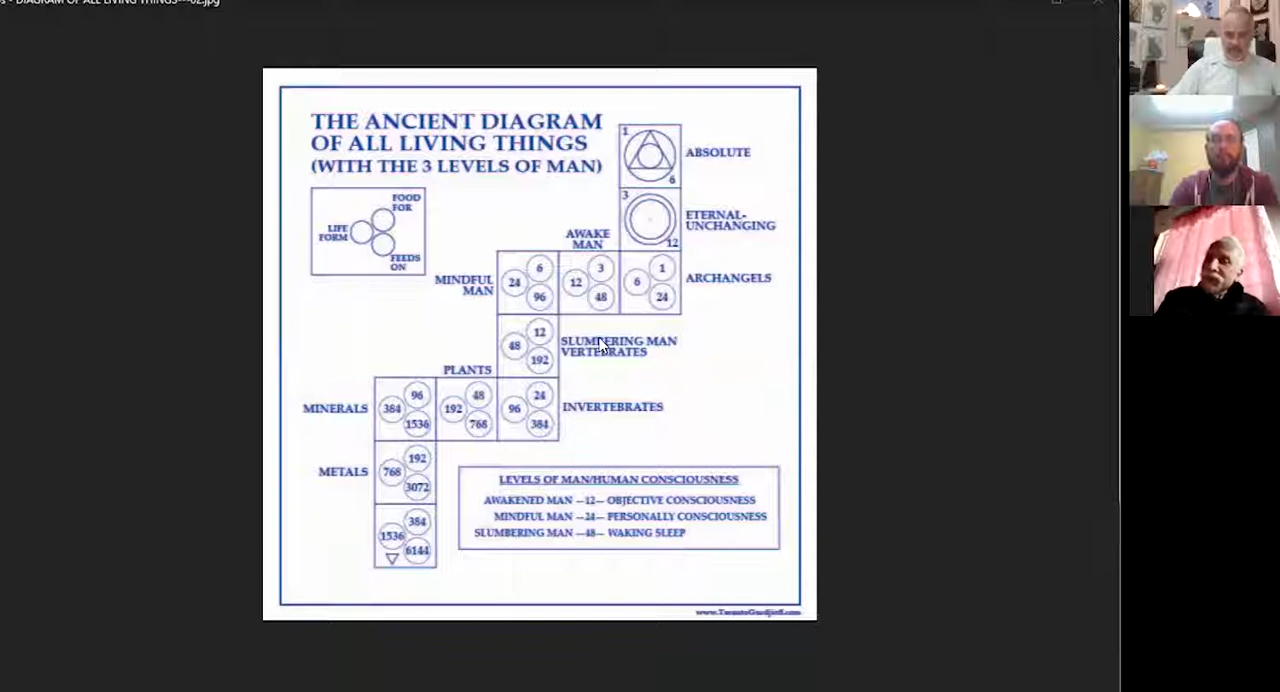 DIAGRAM OF ALL LIVING THINGS---02.jpg
THE ANCIENT DIAGRAM
OF ALL LIVING THINGS
(WITH THE 3 LEVELS OF MAN)
1
6
ABSOLUTE
FOOD
FOR
LIFE
FORM
FEEDS
ON
3
12
ETERNAL-
UNCHANGING
AWAKE
MAN
MINDFUL
MAN
24
6
96
12
3
48
6
1
24
ARCHANGELS
48
12
192
SLUMBERING MAN
VERTEBRATES
PLANTS
MINERALS
384
96
1536
192
48
768
96
24
384
INVERTEBRATES
METALS
768
192
3072
1536
384
6144
LEVELS OF MAN/HUMAN CONSCIOUSNESS
AWAKENED MAN —12— OBJECTIVE CONSCIOUSNESS
MINDFUL MAN —24— PERSONALLY CONSCIOUSNESS
SLUMBERING MAN —48— WAKING SLEEP
www.TorontoGurdjieff.com